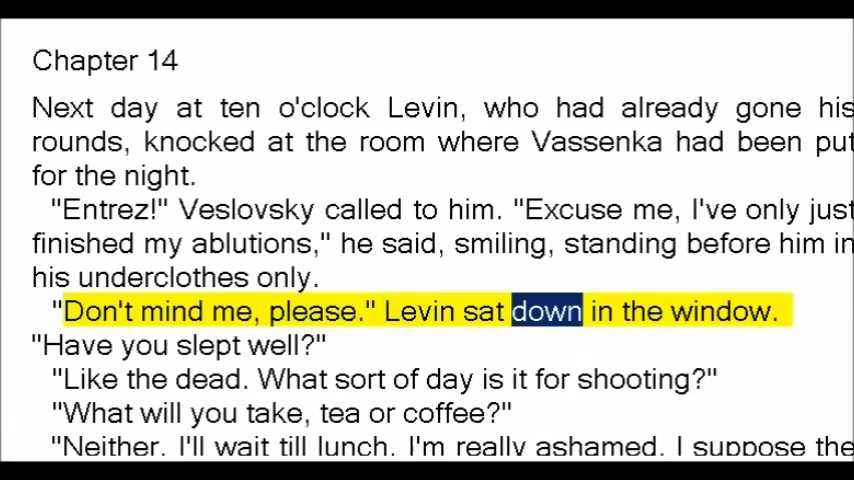 Chapter 14
Next day at ten o'clock Levin, who had already gone his
rounds, knocked at the room where Vassenka had been put
for the night.
"Entrez!" Veslovsky called to him. "Excuse me, I've only just
finished my ablutions," he said, smiling, standing before him in
his underclothes only.
"Don't mind me, please." Levin sat down in the window.
"Have you slept well?"
"Like the dead. What sort of day is it for shooting?"
"What will you take, tea or coffee?"
"Neither. I'll wait till lunch. I'm really ashamed. I suppose the